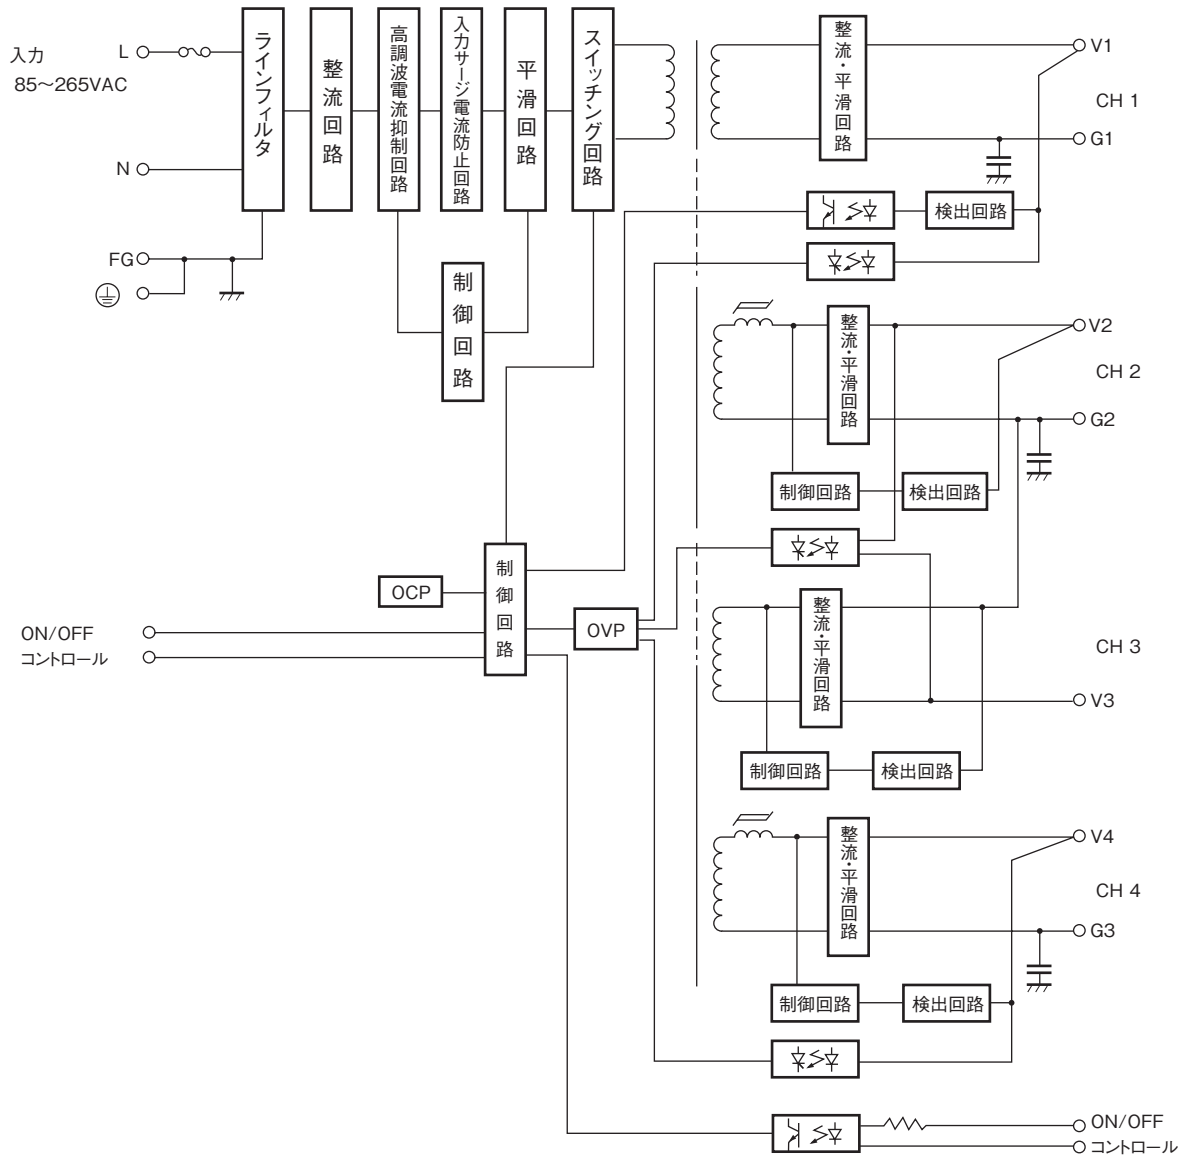 入力
85〜265VAC
L
N
FG
ラインフィルタ
整流回路
高調波電流抑制回路
入力サージ電流防止回路
平滑回路
スイッチング回路
制御回路
整流・平滑回路
V1
CH 1
G1
検出回路
整流・平滑回路
V2
CH 2
G2
制御回路
検出回路
OCP
制御回路
OVP
ON/OFF
コントロール
整流・平滑回路
CH 3
V3
制御回路
検出回路
整流・平滑回路
V4
CH 4
G3
制御回路
検出回路
ON/OFF
コントロール